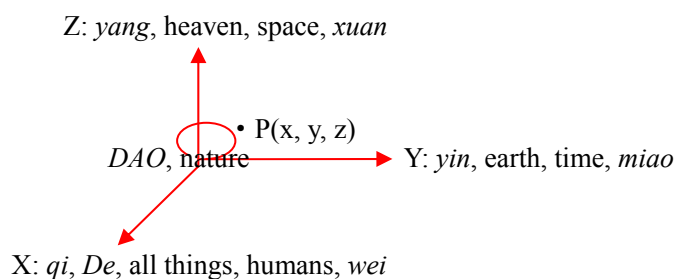 Z: yang, heaven, space, xuan
• P(x, y, z)
DAO, nature
Y: yin, earth, time, miao
X: qi, De, all things, humans, wei